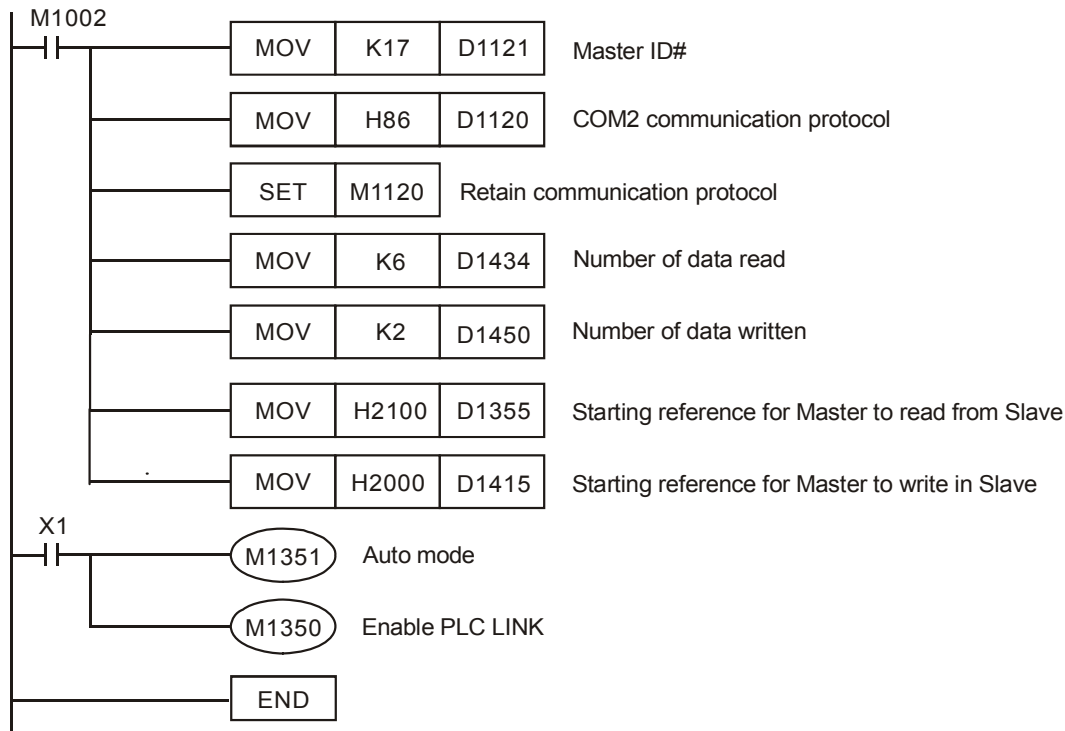 M1002
MOV K17 D1121 Master ID#
MOV H86 D1120 COM2 communication protocol
SET M1120 Retain communication protocol
MOV K6 D1434 Number of data read
MOV K2 D1450 Number of data written
MOV H2100 D1355 Starting reference for Master to read from Slave
MOV H2000 D1415 Starting reference for Master to write in Slave
X1
M1351 Auto mode
M1350 Enable PLC LINK
END